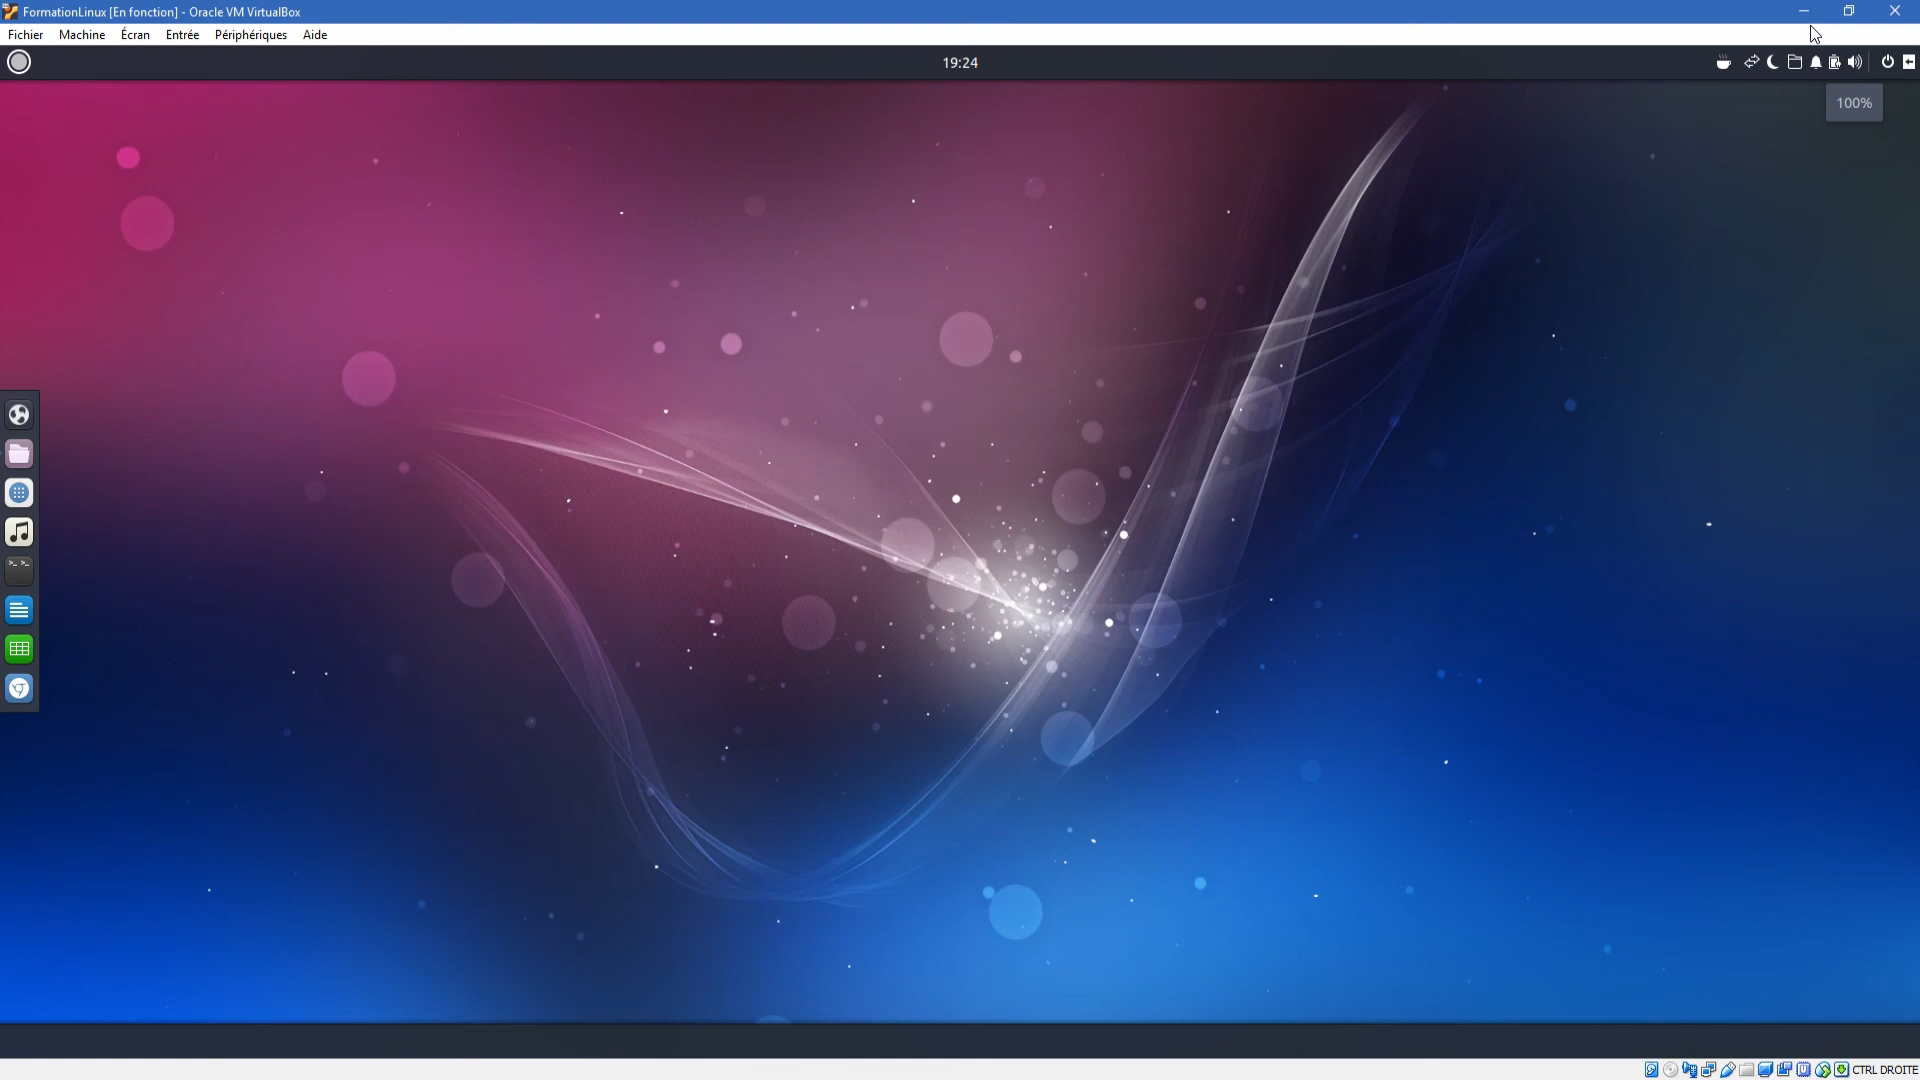 FormationLinux [En fonction] - Oracle VM VirtualBox
Fichier Machine Écran Entrée Périphériques Aide
19:24
100%
CTRL DROITE